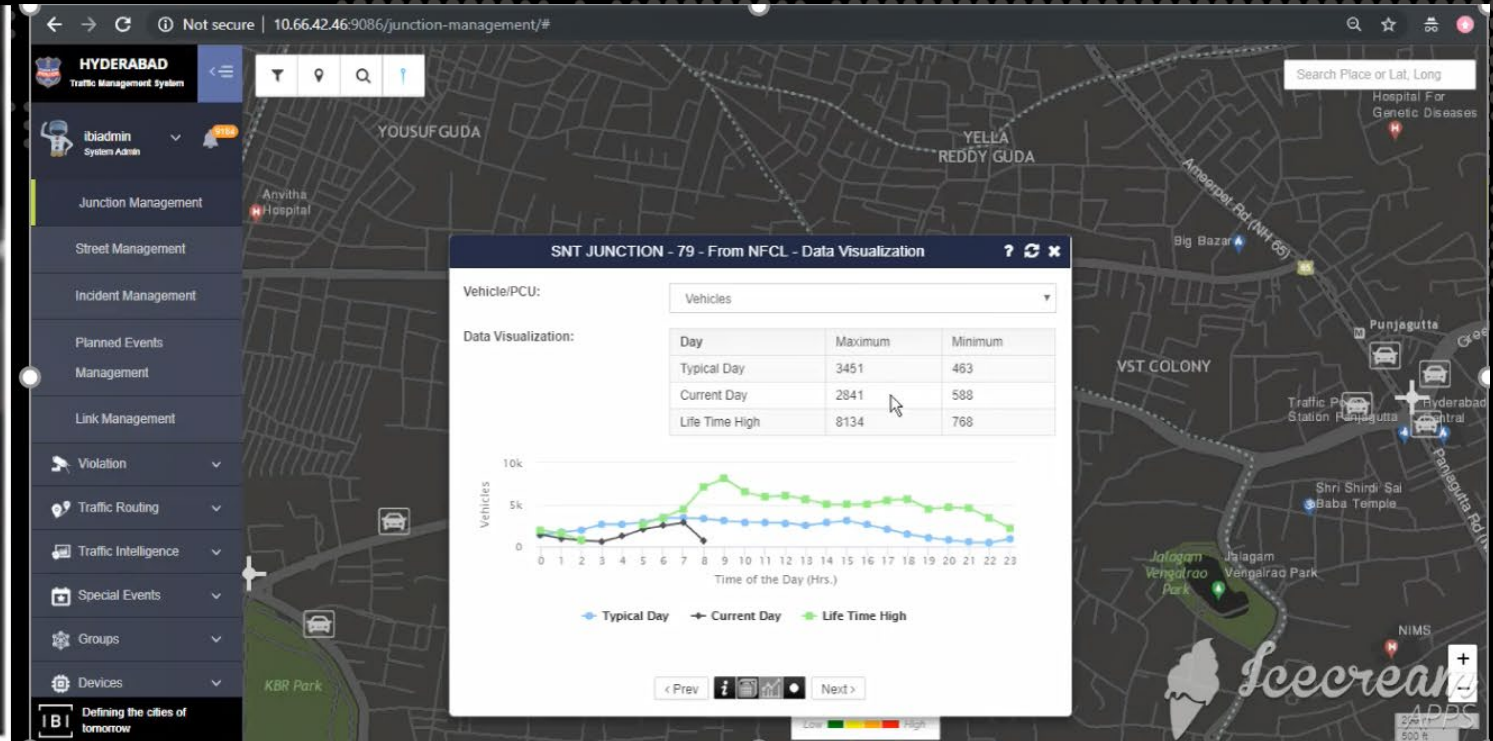 Not secure | 10.66.42.46:9086/junction-management/#
HYDERABAD
Traffic Management System
ibiadmin
System Admin
9184
Junction Management
Street Management
Incident Management
Planned Events
Management
Link Management
Violation
Traffic Routing
Traffic Intelligence
Special Events
Groups
Devices
IBI
Defining the cities of
tomorrow
Search Place or Lat, Long
Hospital For
Genetic Diseases
YOUSUFGUDA
YELLA
REDDY GUDA
Anvitha
Hospital
Ameerpet Rd (NH 65)
Big Bazar
65
Punjagutta
VST COLONY
Traffic
Station Panjagutta
Hyderabad
Central
Panjagutta Rd
Shri Shirdi Sai
Baba Temple
Jalagam
Vengalrao
Park
Jalagam
Vengalrao Park
NIMS
KBR Park
SNT JUNCTION - 79 - From NFCL - Data Visualization
? x
Vehicle/PCU:
Vehicles
Data Visualization:
Day Maximum Minimum
Typical Day 3451 463
Current Day 2841 588
Life Time High 8134 768
10k
5k
0
Vehicles
0 1 2 3 4 5 6 7 8 9 10 11 12 13 14 15 16 17 18 19 20 21 22 23
Time of the Day (Hrs.)
Typical Day Current Day Life Time High
‹ Prev i Next ›
Low High
+
-
Icecream
APPS
500 ft